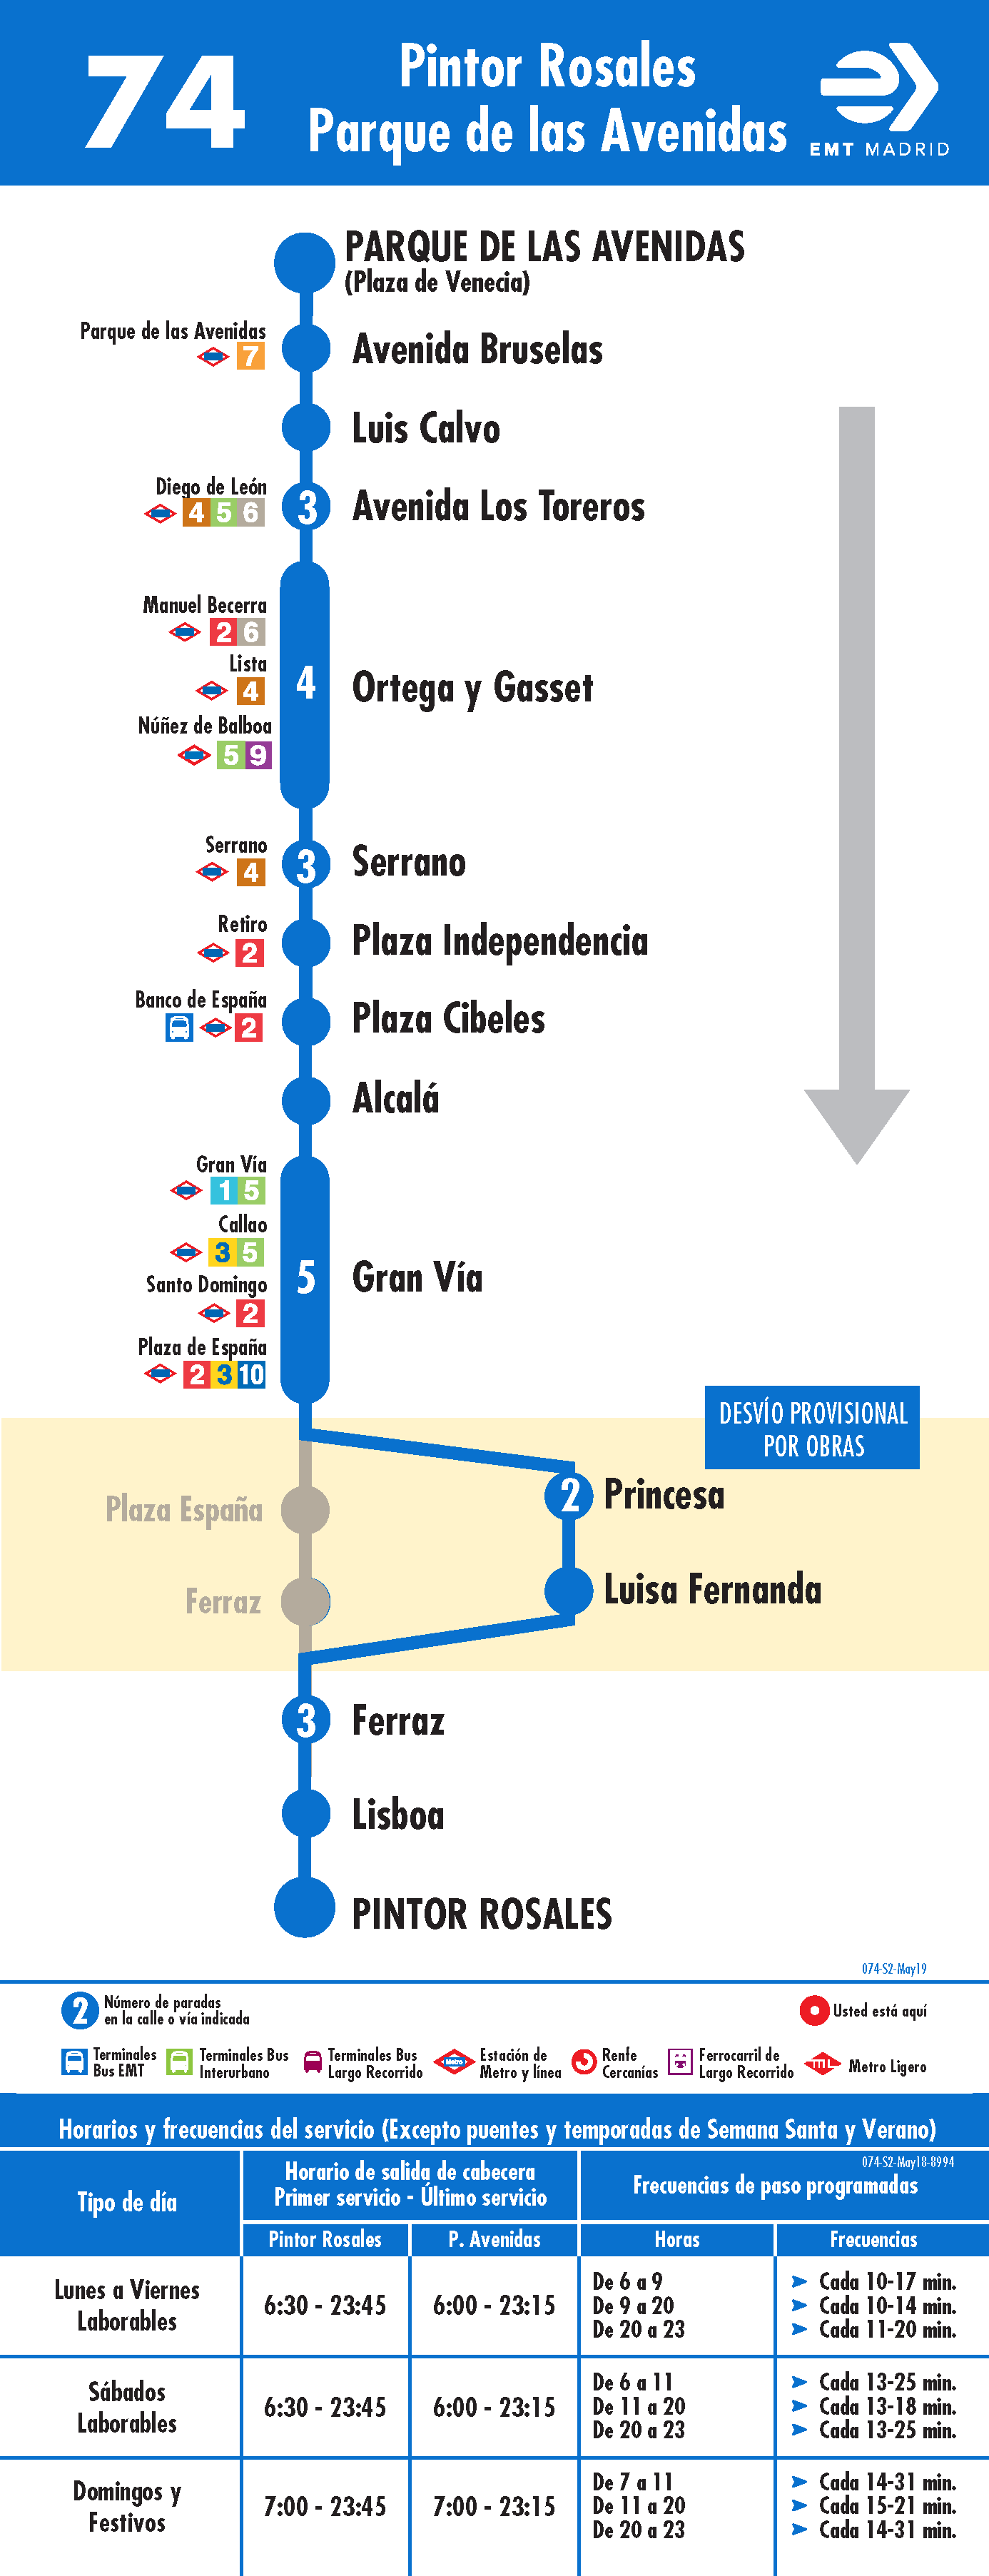 74
Pintor Rosales
Parque de las Avenidas
EMT MADRID
PARQUE DE LAS AVENIDAS
(Plaza de Venecia)
Parque de las Avenidas
7
Avenida Bruselas
Luis Calvo
Diego de León
4 5 6
3
Avenida Los Toreros
Manuel Becerra
2 6
Lista
4
4
Ortega y Gasset
Núñez de Balboa
5 9
Serrano
4
3
Serrano
Retiro
2
Plaza Independencia
Banco de España
2
Plaza Cibeles
Alcalá
Gran Vía
1 5
Callao
3 5
5
Gran Vía
Santo Domingo
2
Plaza de España
2 3 10
DESVÍO PROVISIONAL
POR OBRAS
2
Princesa
Plaza España
Luisa Fernanda
Ferraz
3
Ferraz
Lisboa
PINTOR ROSALES
074-S2-May19
2
Número de paradas
en la calle o vía indicada
Usted está aquí
Terminales
Bus EMT
Terminales Bus
Interurbano
Terminales Bus
Largo Recorrido
Metro
Estación de
Metro y línea
Renfe
Cercanías
Ferrocarril de
Largo Recorrido
mL
Metro Ligero
Horarios y frecuencias del servicio (Excepto puentes y temporadas de Semana Santa y Verano)
074-S2-May18-8994
Tipo de día
Horario de salida de cabecera
Primer servicio - Último servicio
Frecuencias de paso programadas
Pintor Rosales P. Avenidas Horas Frecuencias
Lunes a Viernes
Laborables
6:30 - 23:45 6:00 - 23:15
De 6 a 9 Cada 10-17 min.
De 9 a 20 Cada 10-14 min.
De 20 a 23 Cada 11-20 min.
Sábados
Laborables
6:30 - 23:45 6:00 - 23:15
De 6 a 11 Cada 13-25 min.
De 11 a 20 Cada 13-18 min.
De 20 a 23 Cada 13-25 min.
Domingos y
Festivos
7:00 - 23:45 7:00 - 23:15
De 7 a 11 Cada 14-31 min.
De 11 a 20 Cada 15-21 min.
De 20 a 23 Cada 14-31 min.